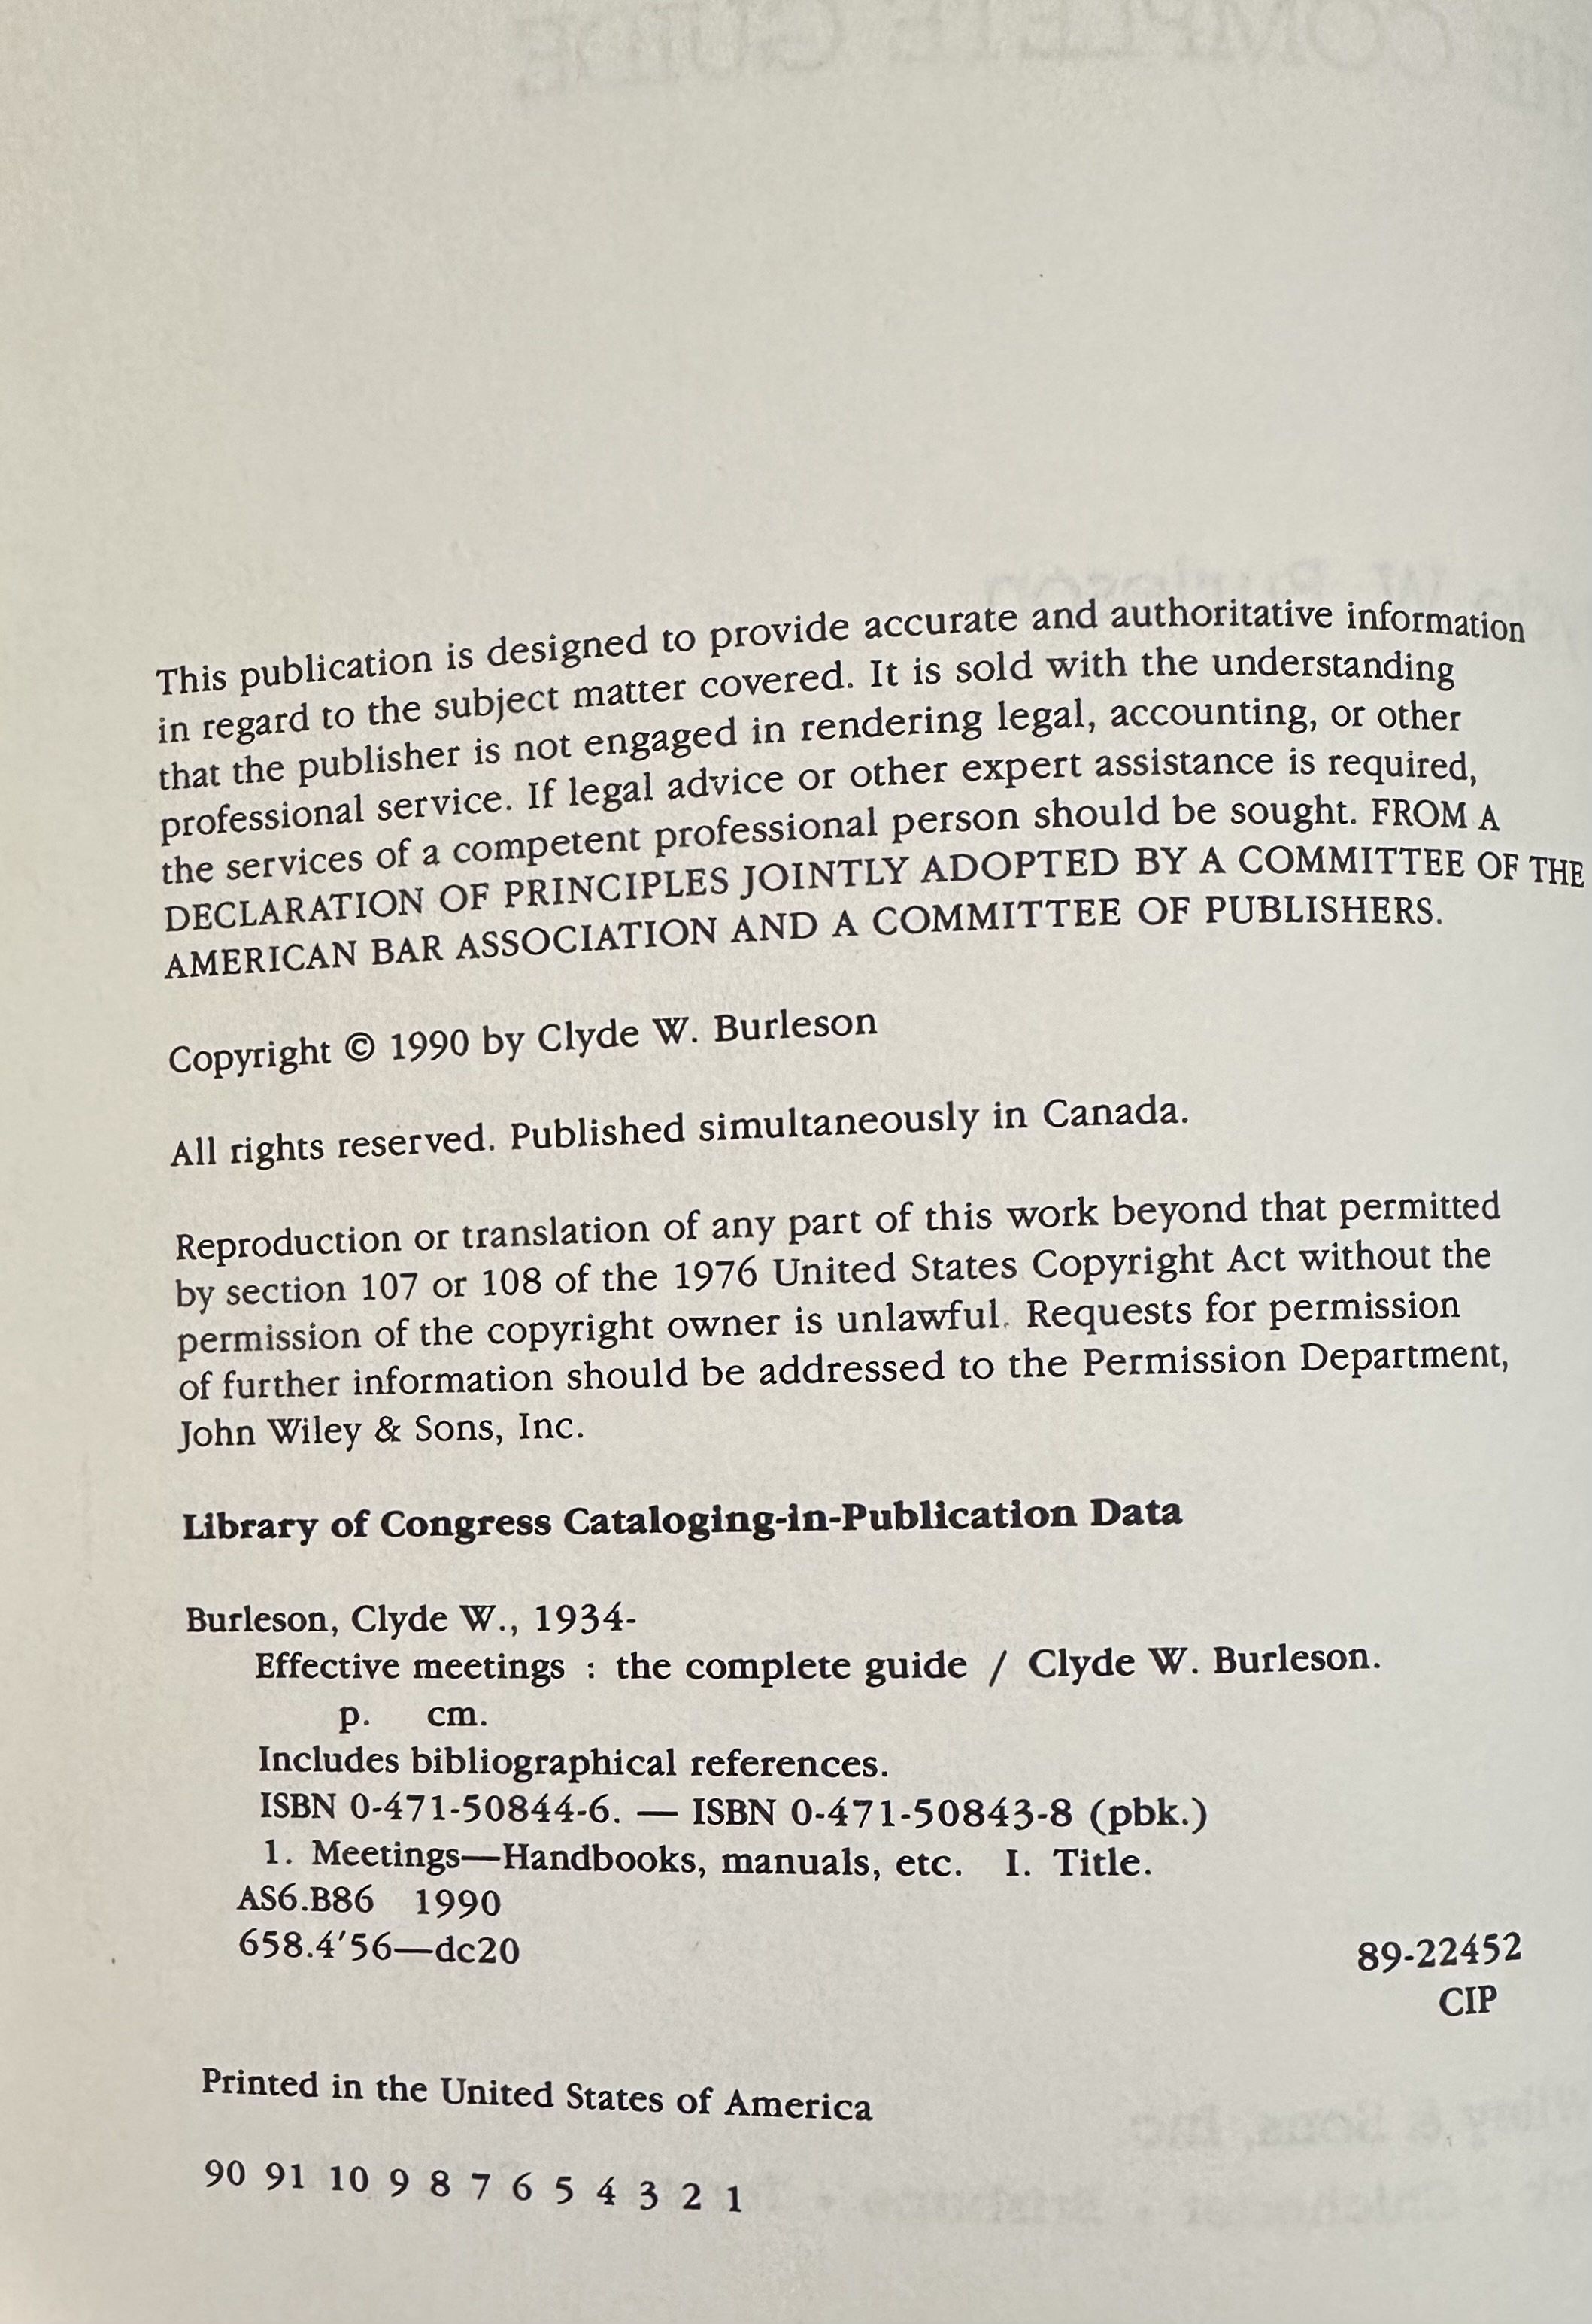 This publication is designed to provide accurate and authoritative information
in regard to the subject matter covered. It is sold with the understanding
that the publisher is not engaged in rendering legal, accounting, or other
professional service. If legal advice or other expert assistance is required,
the services of a competent professional person should be sought. FROM A
DECLARATION OF PRINCIPLES JOINTLY ADOPTED BY A COMMITTEE OF THE
AMERICAN BAR ASSOCIATION AND A COMMITTEE OF PUBLISHERS.
Copyright © 1990 by Clyde W. Burleson
All rights reserved. Published simultaneously in Canada.
Reproduction or translation of any part of this work beyond that permitted
by section 107 or 108 of the 1976 United States Copyright Act without the
permission of the copyright owner is unlawful. Requests for permission
of further information should be addressed to the Permission Department,
John Wiley & Sons, Inc.
Library of Congress Cataloging-in-Publication Data
Burleson, Clyde W., 1934-
Effective meetings : the complete guide / Clyde W. Burleson.
p. cm.
Includes bibliographical references.
ISBN 0-471-50844-6. — ISBN 0-471-50843-8 (pbk.)
1. Meetings—Handbooks, manuals, etc. I. Title.
AS6.B86 1990
658.4'56—dc20 89-22452
CIP
Printed in the United States of America
90 91 10 9 8 7 6 5 4 3 2 1